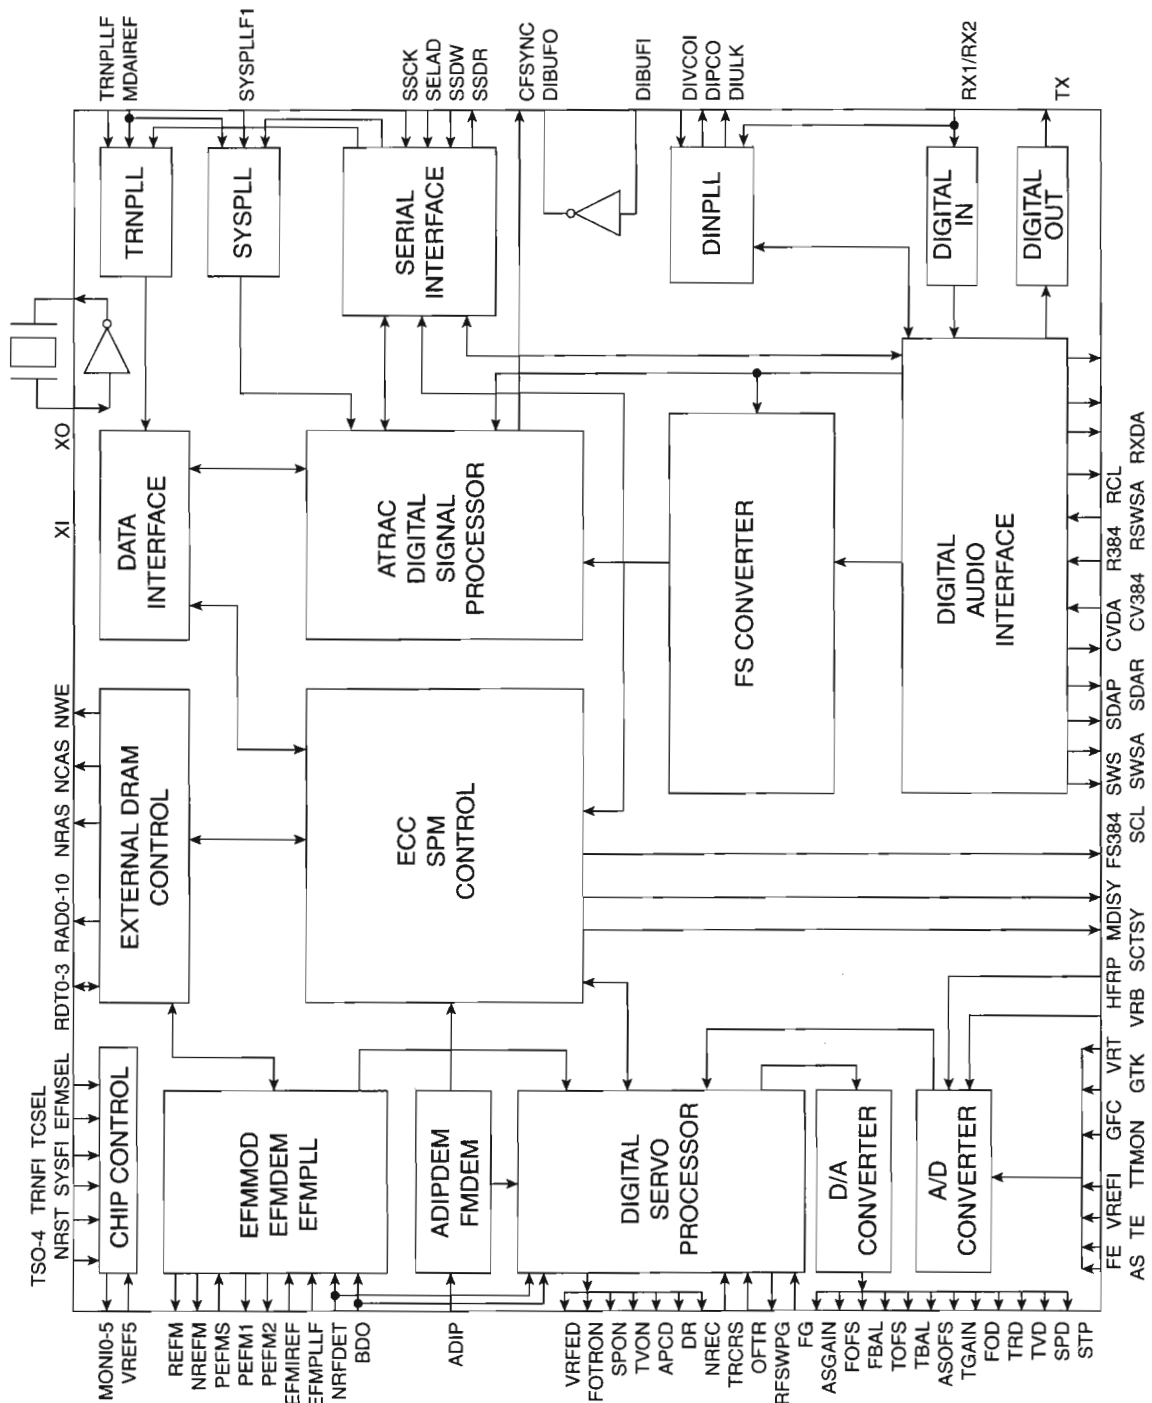 TRNPLLF
MDAIREF
SYSPLLF1
SSCK
SELAD
SSDW
SSDR
CFSYNC
DIBUFO
DIBUFI
DIVCOI
DIPCO
DIULK
RX1/RX2
TX
TRNPLL
SYSPLL
SERIAL
INTERFACE
DINPLL
DIGITAL
IN
DIGITAL
OUT
XO
XI
DATA
INTERFACE
ATRAC
DIGITAL
SIGNAL
PROCESSOR
FS CONVERTER
DIGITAL
AUDIO
INTERFACE
RXDA
RCL
RSWSA
R384
CV384
CVDA
SDAR
SDAP
SWSA
SWS
SCL
FS384
MDISY
SCTSY
HFRP
VRB
VRT
GTK
GFC
TTMON
VREFI
TE
FE
AS
NWE
NCAS
NRAS
RAD0-10
RDT0-3
EXTERNAL DRAM
CONTROL
ECC
SPM
CONTROL
EFMSEL
TCSEL
SYSFI
TRNFI
NRST
TSO-4
CHIP CONTROL
EFMMOD
EFMDEM
EFMPLL
ADIPDEM
FMDEM
DIGITAL
SERVO
PROCESSOR
D/A
CONVERTER
A/D
CONVERTER
MONI0-5
VREF5
REFM
NREFM
PEFMS
PEFM1
PEFM2
EFMIREF
EFMPLLF
NRFDET
BDO
ADIP
VRFED
FOTRON
SPON
TVON
APCD
DR
NREC
TRCRS
OFTR
RFSWPG
FG
ASGAIN
FOFS
FBAL
TOFS
TBAL
ASOFS
TGAIN
FOD
TRD
TVD
SPD
STP